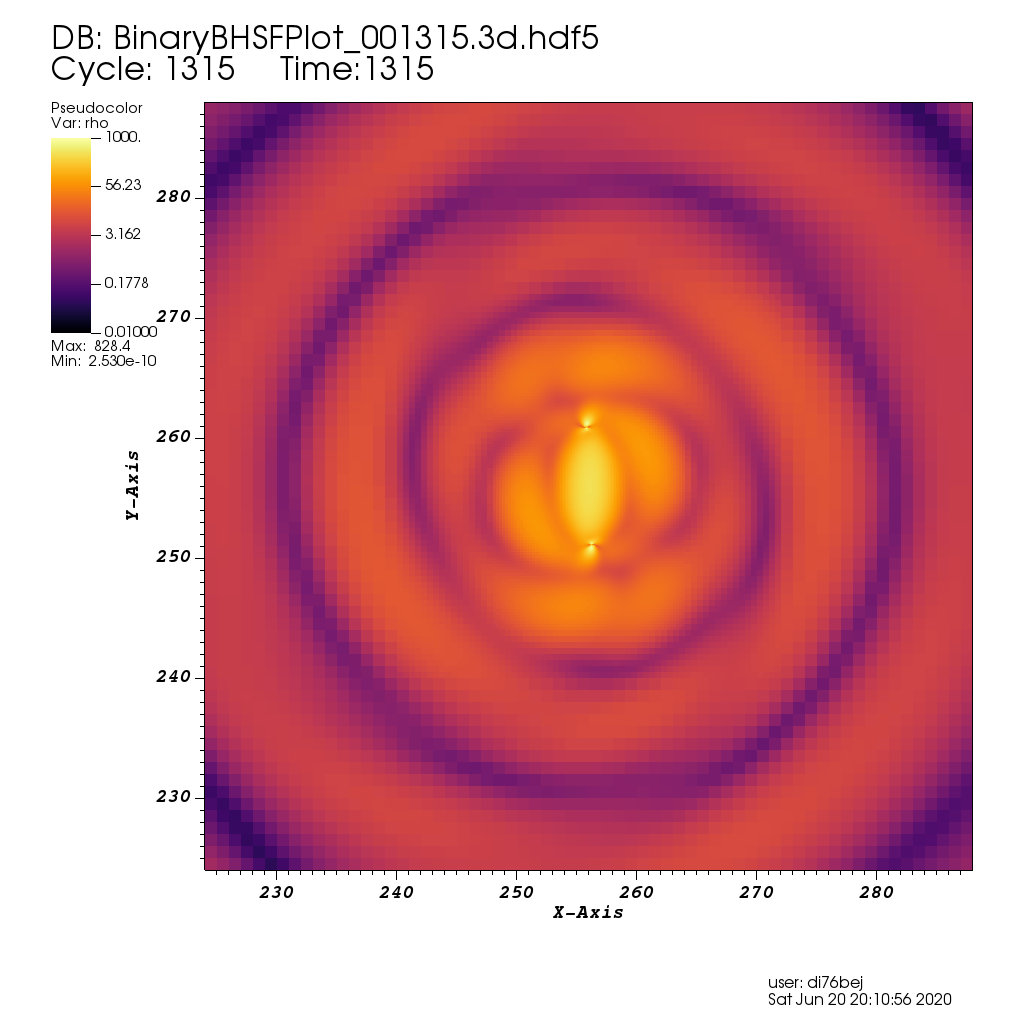 DB: BinaryBHSFPlot_001315.3d.hdf5
Cycle: 1315 Time:1315
Pseudocolor
Var: rho
1000.
56.23
3.162
0.1778
0.01000
Max: 828.4
Min: 2.530e-10
280
270
260
250
240
230
Y-Axis
230 240 250 260 270 280
X-Axis
user: di76bej
Sat Jun 20 20:10:56 2020